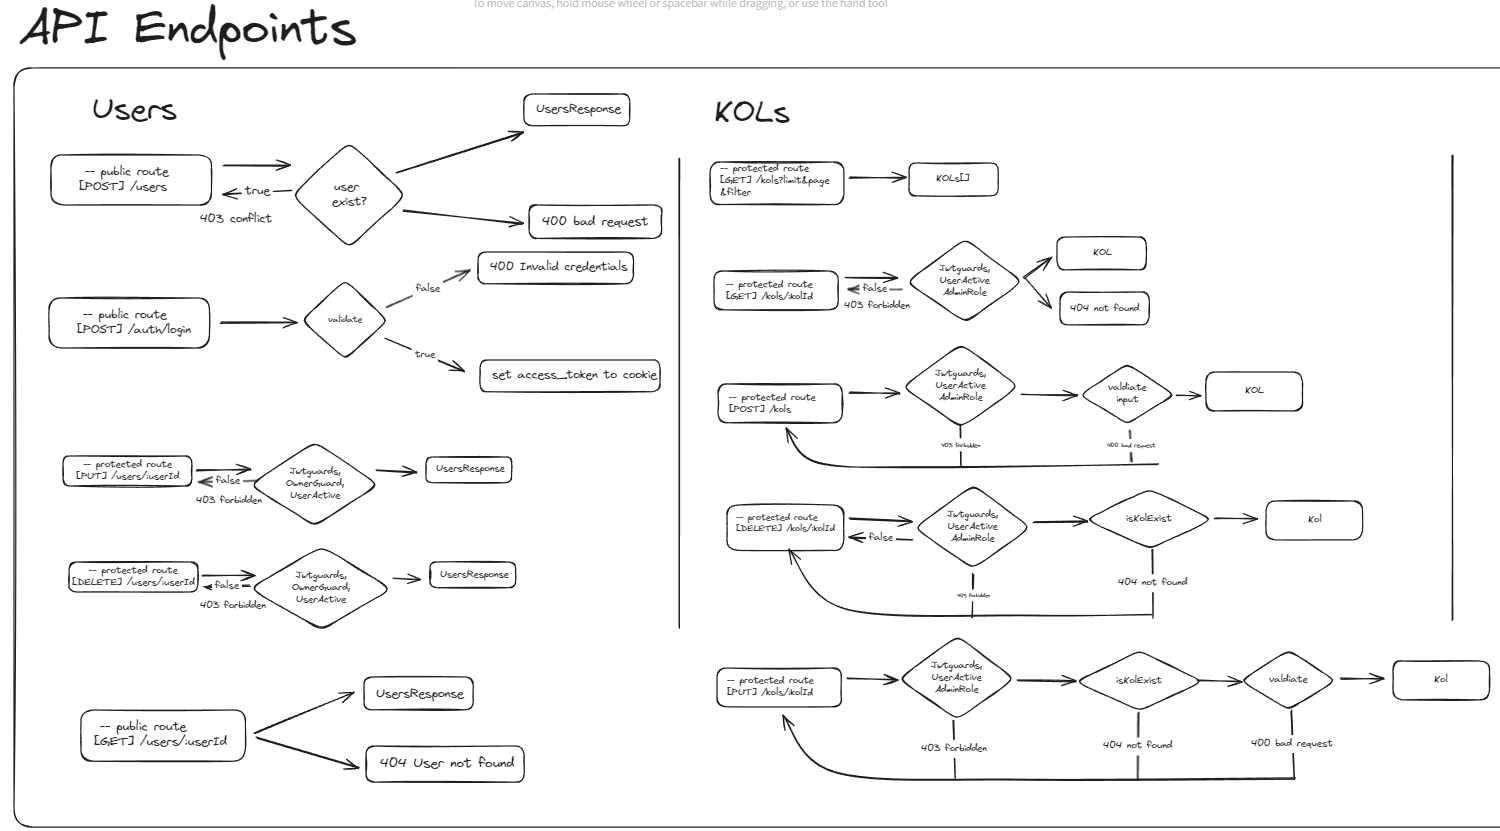 To move canvas, hold mouse wheel or spacebar while dragging, or use the hand tool
API Endpoints
Users
-- public route
[POST] /users
true
403 conflict
user
exist?
UsersResponse
400 bad request
-- public route
[POST] /auth/login
validate
false
400 Invalid credentials
true
set access_token to cookie
-- protected route
[PUT] /users/:userId
false
403 forbidden
Jwtguards,
OwnerGuard,
UserActive
UsersResponse
-- protected route
[DELETE] /users/:userId
false
403 forbidden
Jwtguards,
OwnerGuard,
UserActive
UsersResponse
-- public route
[GET] /users/:userId
UsersResponse
404 User not found
KOLs
-- protected route
[GET] /kols?limit&page
&filter
KOLs[]
-- protected route
[GET] /kols/:kolId
false
403 forbidden
Jwtguards,
UserActive
AdminRole
KOL
404 not found
-- protected route
[POST] /kols
Jwtguards,
UserActive
AdminRole
403 forbidden
valdiate
input
400 bad request
KOL
-- protected route
[DELETE] /kols/:kolId
false
Jwtguards,
UserActive
AdminRole
403 forbidden
isKolExist
404 not found
Kol
-- protected route
[PUT] /kols/:kolId
Jwtguards,
UserActive
AdminRole
403 forbidden
isKolExist
404 not found
valdiate
400 bad request
Kol